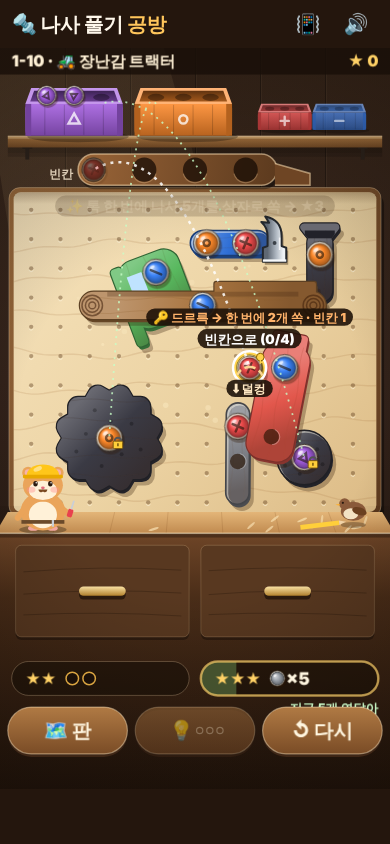 나사 풀기 공방
1-10 · 장난감 트랙터
★ 0
빈칸
드르륵 → 한 번에 2개 쏙 · 빈칸 1
빈칸으로 (0/4)
⬇덜컹
★★ ○○
★★★ ×5
판
○○○
다시